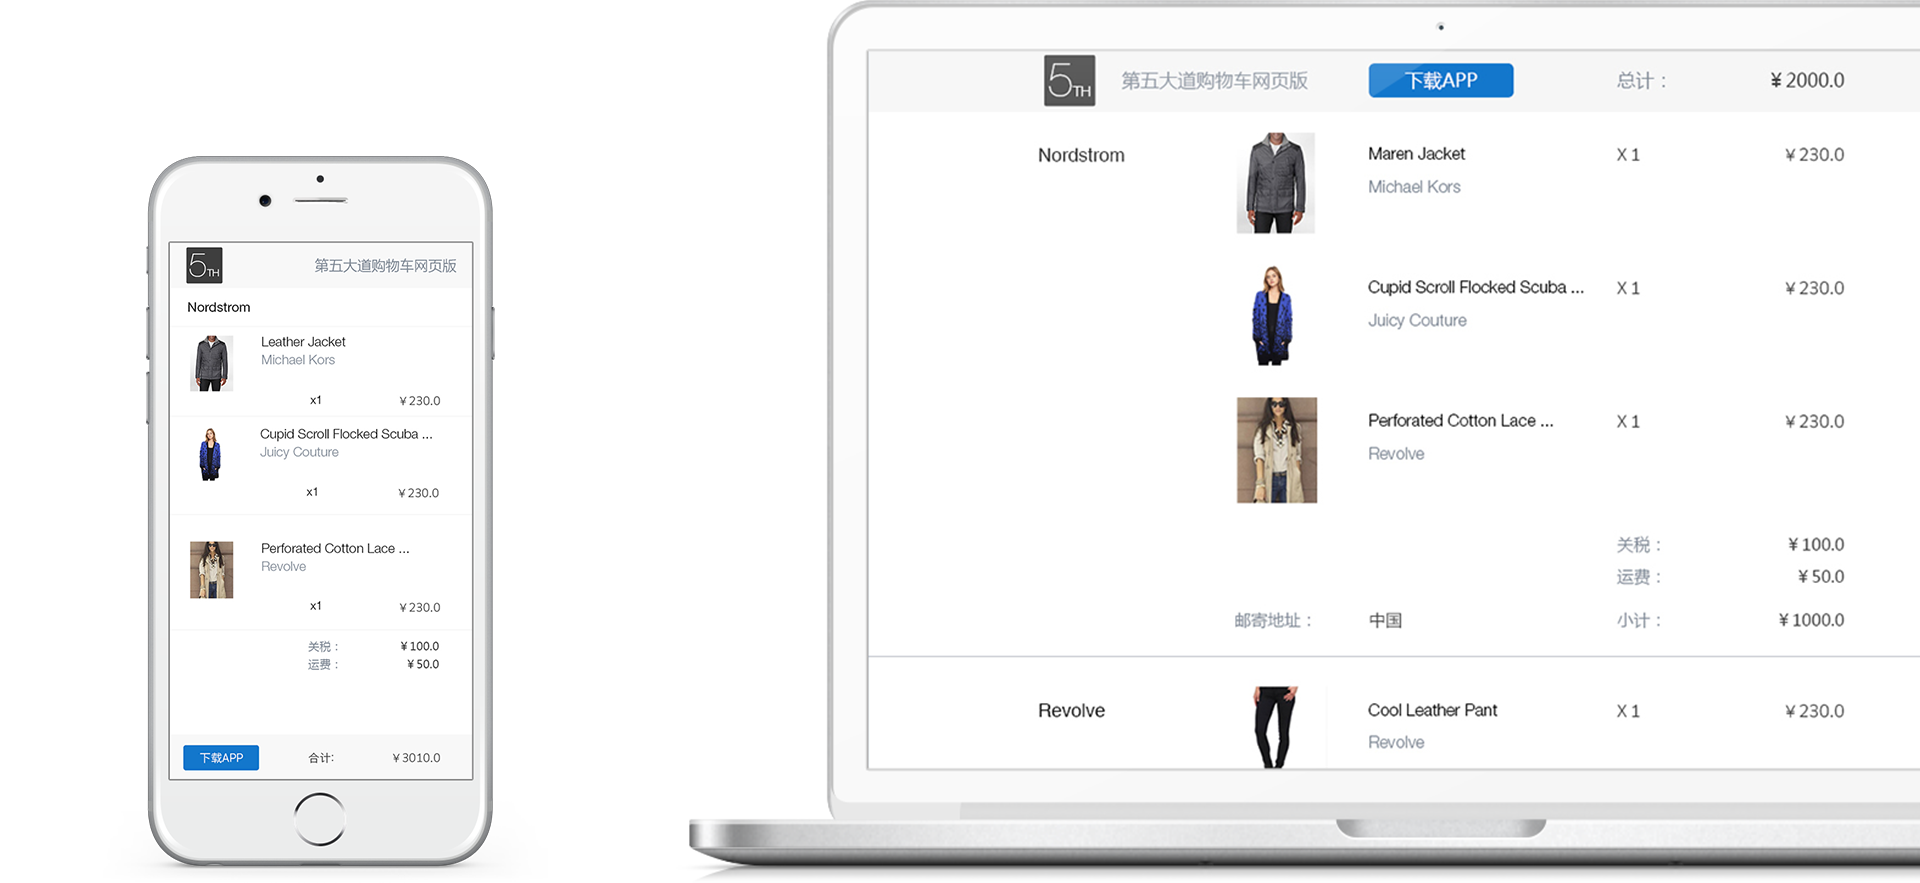 5TH
第五大道购物车网页版
Nordstrom
Leather Jacket
Michael Kors
x1 ￥230.0
Cupid Scroll Flocked Scuba ...
Juicy Couture
x1 ￥230.0
Perforated Cotton Lace ...
Revolve
x1 ￥230.0
关税： ￥100.0
运费： ￥50.0
下载APP 合计: ￥3010.0
5TH 第五大道购物车网页版 下载APP 总计： ￥2000.0
Nordstrom Maren Jacket X 1 ￥230.0
Michael Kors
Cupid Scroll Flocked Scuba ... X 1 ￥230.0
Juicy Couture
Perforated Cotton Lace ... X 1 ￥230.0
Revolve
关税： ￥100.0
运费： ￥50.0
邮寄地址： 中国 小计： ￥1000.0
Revolve Cool Leather Pant X 1 ￥230.0
Revolve